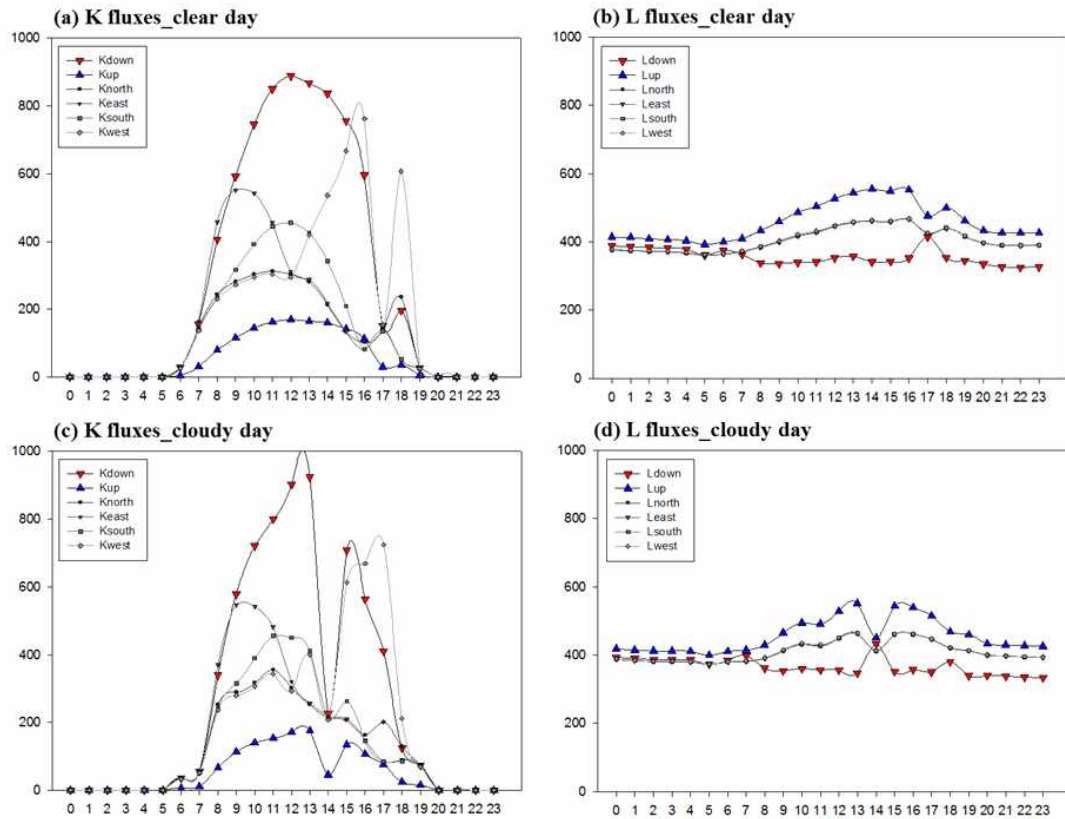 (a) K fluxes_clear day
1000
800
600
400
200
0
Kdown
Kup
Knorth
Keast
Ksouth
Kwest
0 1 2 3 4 5 6 7 8 9 10 11 12 13 14 15 16 17 18 19 20 21 22 23
(b) L fluxes_clear day
1000
800
600
400
200
0
Ldown
Lup
Lnorth
Least
Lsouth
Lwest
0 1 2 3 4 5 6 7 8 9 10 11 12 13 14 15 16 17 18 19 20 21 22 23
(c) K fluxes_cloudy day
1000
800
600
400
200
0
Kdown
Kup
Knorth
Keast
Ksouth
Kwest
0 1 2 3 4 5 6 7 8 9 10 11 12 13 14 15 16 17 18 19 20 21 22 23
(d) L fluxes_cloudy day
1000
800
600
400
200
0
Ldown
Lup
Lnorth
Least
Lsouth
Lwest
0 1 2 3 4 5 6 7 8 9 10 11 12 13 14 15 16 17 18 19 20 21 22 23